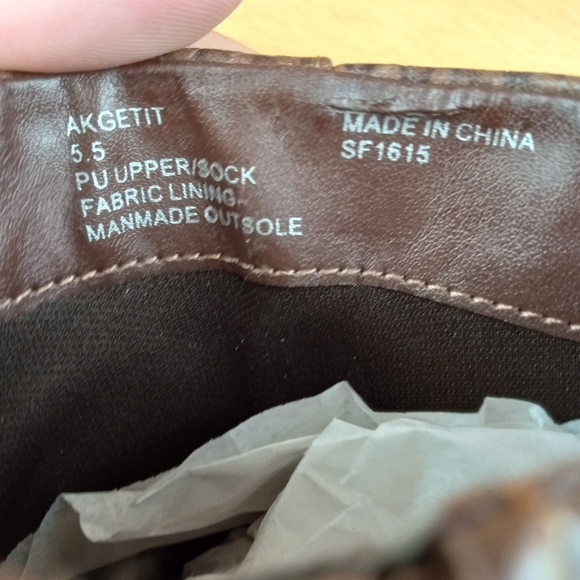 AKGETIT
5.5
PU UPPER/SOCK
FABRIC LINING
MANMADE OUTSOLE
MADE IN CHINA
SF1615